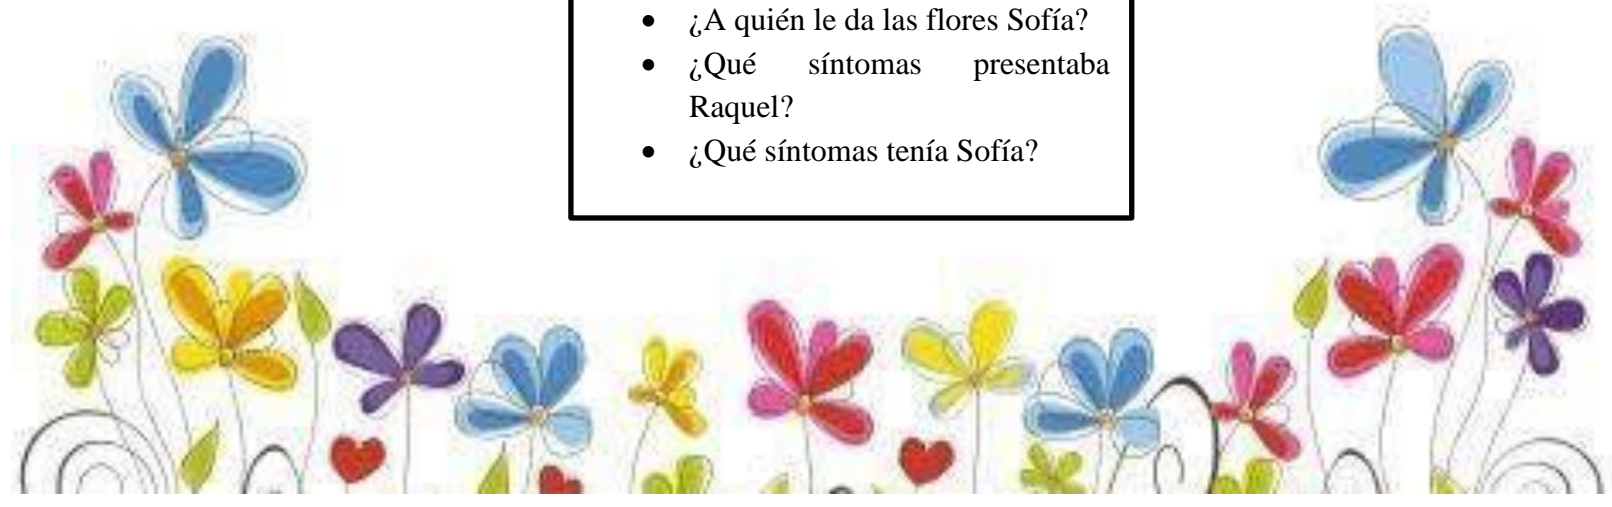 • ¿A quién le da las flores Sofía?
• ¿Qué síntomas presentaba
Raquel?
• ¿Qué síntomas tenía Sofía?